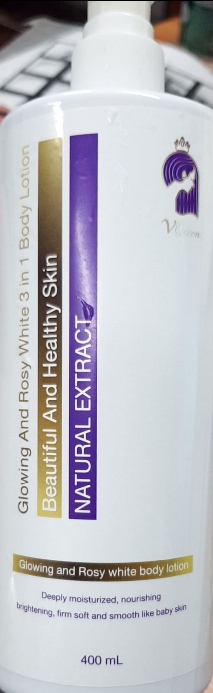 Glowing And Rosy White 3 in 1 Body Lotion
Beautiful And Healthy Skin
NATURAL EXTRACT
Glowing and Rosy white body lotion
Deeply moisturized, nourishing
brightening, firm soft and smooth like baby skin
400 mL